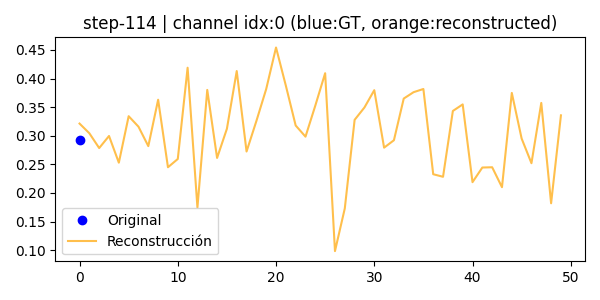 step-114 | channel idx:0 (blue:GT, orange:reconstructed)
0.45
0.40
0.35
0.30
0.25
0.20
0.15
0.10
Original
Reconstrucción
0 10 20 30 40 50